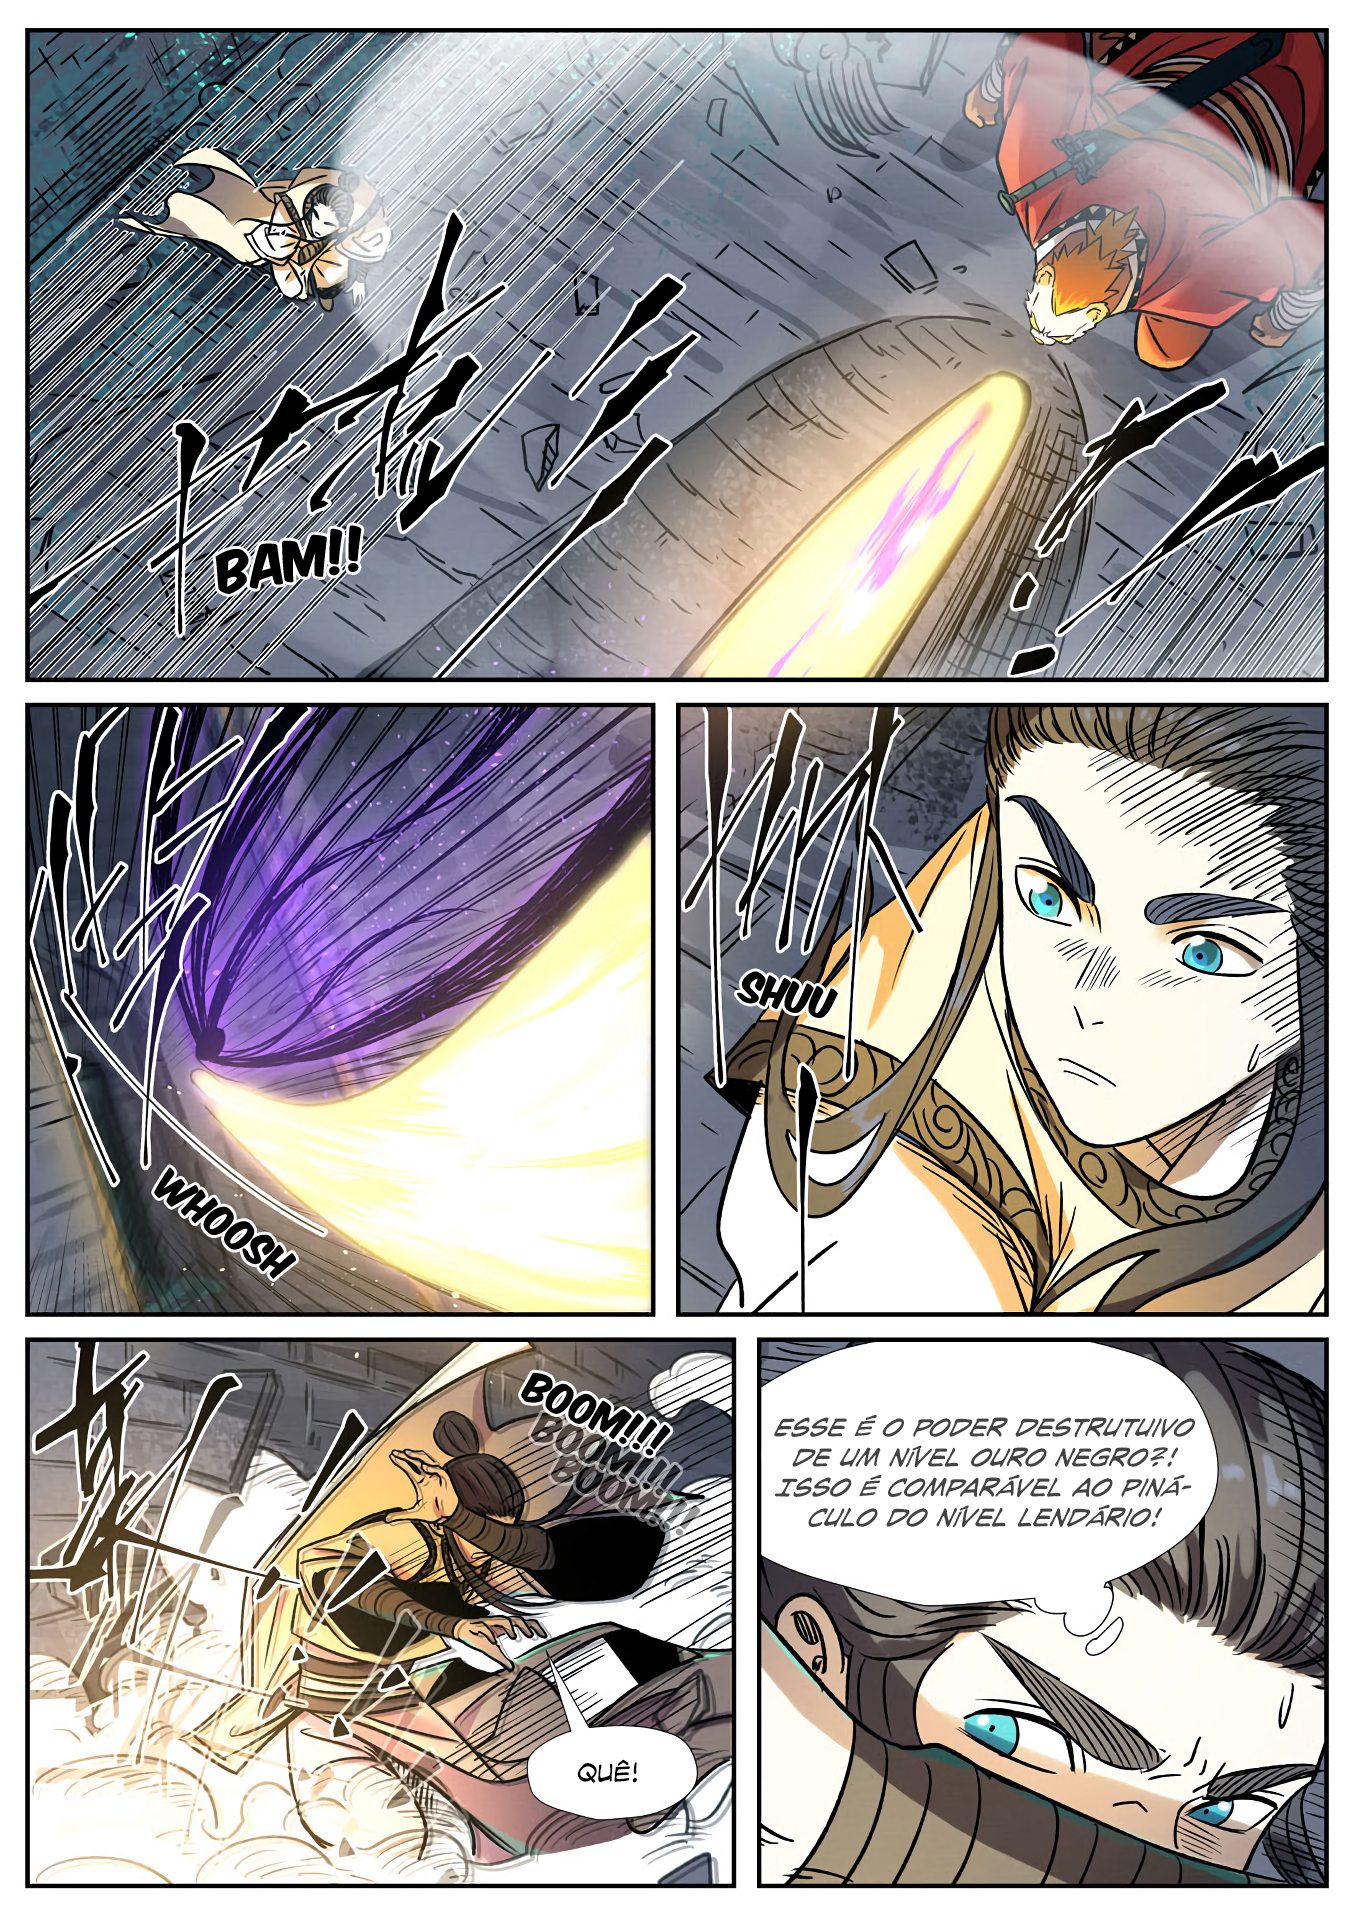 BAM!!
WHOOSH
SHUU
BOOM!!!
BOOM!!!
BOOM!!!
QUÊ!
ESSE É O PODER DESTRUTUIVO
DE UM NÍVEL OURO NEGRO?!
ISSO É COMPARÁVEL AO PINÁ-
CULO DO NÍVEL LENDÁRIO!